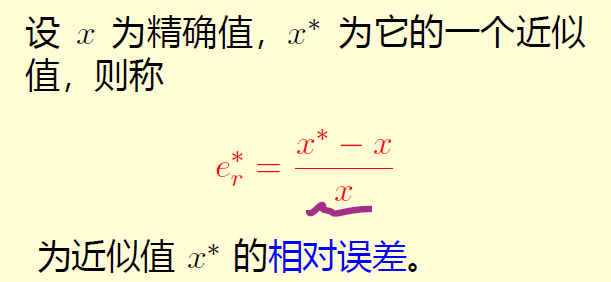 设 x 为精确值，x* 为它的一个近似
值，则称
e_r^* = \frac{x^* - x}{x}
为近似值 x* 的相对误差。